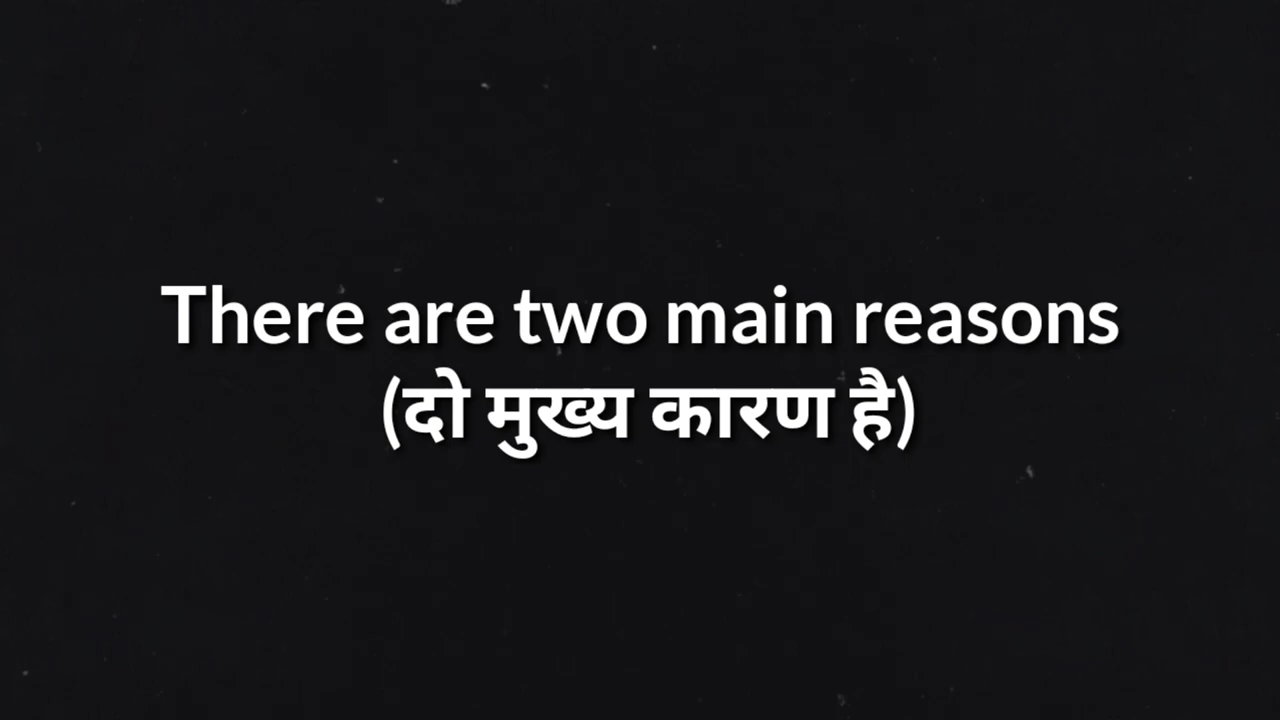 There are two main reasons
(दो मुख्य कारण है)